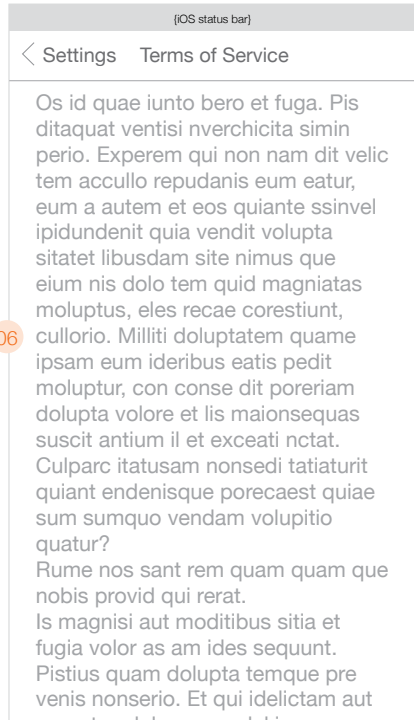 {iOS status bar}
Settings Terms of Service
Os id quae iunto bero et fuga. Pis
ditaquat ventisi nverchicita simin
perio. Experem qui non nam dit velic
tem accullo repudanis eum eatur,
eum a autem et eos quiante ssinvel
ipidundenit quia vendit volupta
sitatet libusdam site nimus que
eium nis dolo tem quid magniatas
moluptus, eles recae corestiunt,
06 cullorio. Milliti doluptatem quame
ipsam eum ideribus eatis pedit
moluptur, con conse dit poreriam
dolupta volore et lis maionsequas
suscit antium il et exceati nctat.
Culparc itatusam nonsedi tatiaturit
quiant endenisque porecaest quiae
sum sumquo vendam volupitio
quatur?
Rume nos sant rem quam quam que
nobis provid qui rerat.
Is magnisi aut moditibus sitia et
fugia volor as am ides sequnt.
Pistius quam dolupta temque pre
venis nonserio. Et qui idelictam aut